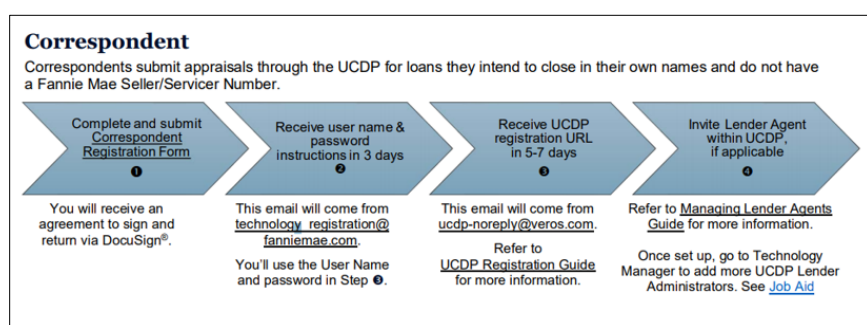 Correspondent
Correspondents submit appraisals through the UCDP for loans they intend to close in their own names and do not have
a Fannie Mae Seller/Servicer Number.
Complete and submit
Correspondent
Registration Form
❶
Receive user name &
password
instructions in 3 days
❷
Receive UCDP
registration URL
in 5-7 days
❸
Invite Lender Agent
within UCDP,
if applicable
❹
You will receive an
agreement to sign and
return via DocuSign®.
This email will come from
technology_registration@
fanniemae.com.
You’ll use the User Name
and password in Step ❸.
This email will come from
ucdp-noreply@veros.com.
Refer to
UCDP Registration Guide
for more information.
Refer to Managing Lender Agents
Guide for more information.
Once set up, go to Technology
Manager to add more UCDP Lender
Administrators. See Job Aid